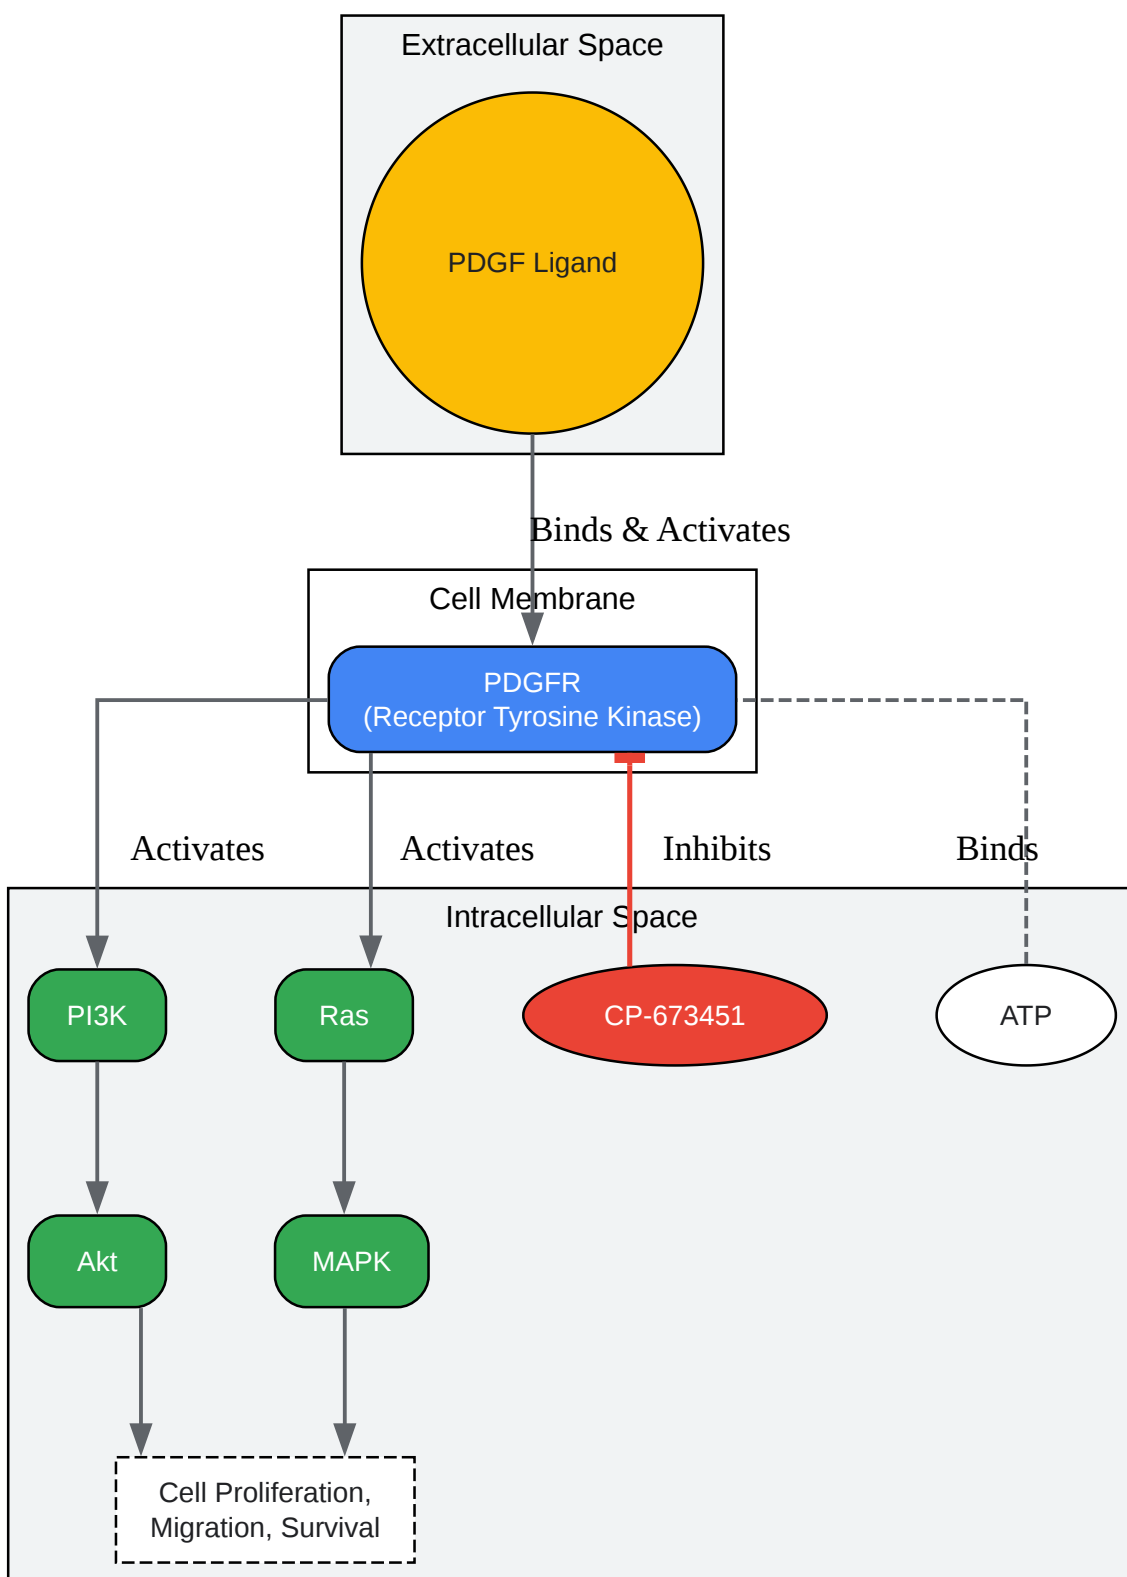 Extracellular Space
PDGF Ligand
Binds & Activates
Cell Membrane
PDGFR
(Receptor Tyrosine Kinase)
Activates
Activates
Inhibits
Binds
Intracellular Space
PI3K
Ras
CP-673451
ATP
Akt
MAPK
Cell Proliferation,
Migration, Survival